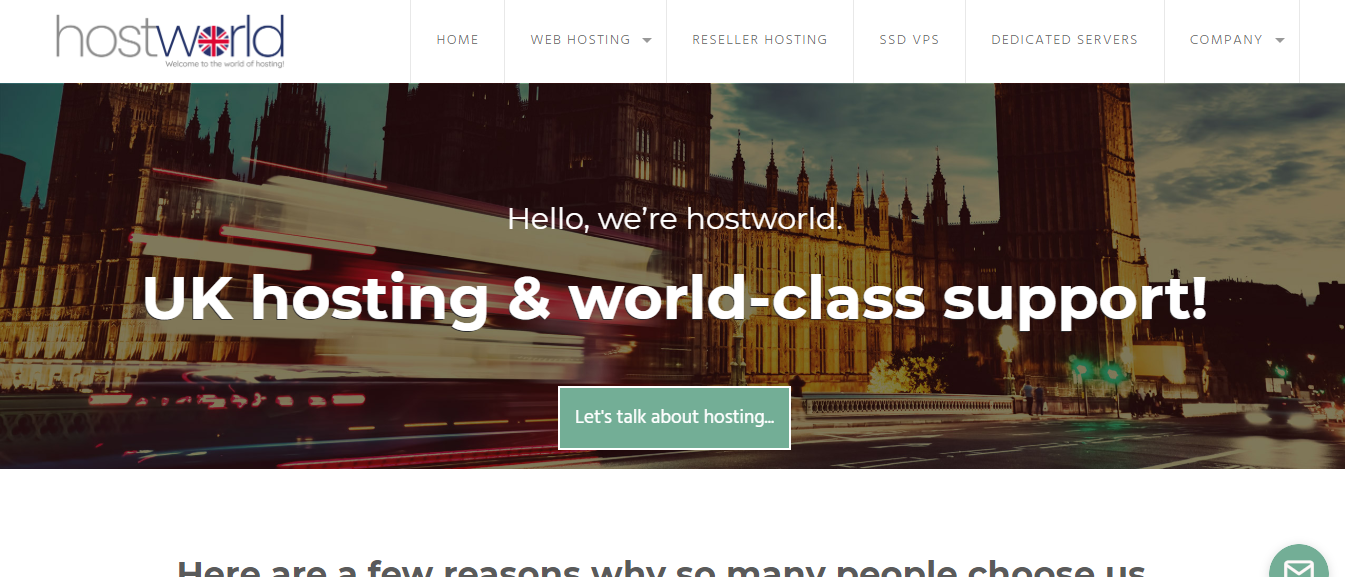 hostworld
Welcome to the world of hosting!
HOME
WEB HOSTING
RESELLER HOSTING
SSD VPS
DEDICATED SERVERS
COMPANY
Hello, we’re hostworld.
UK hosting & world-class support!
Let's talk about hosting...
Here are a few reasons why so many people choose us